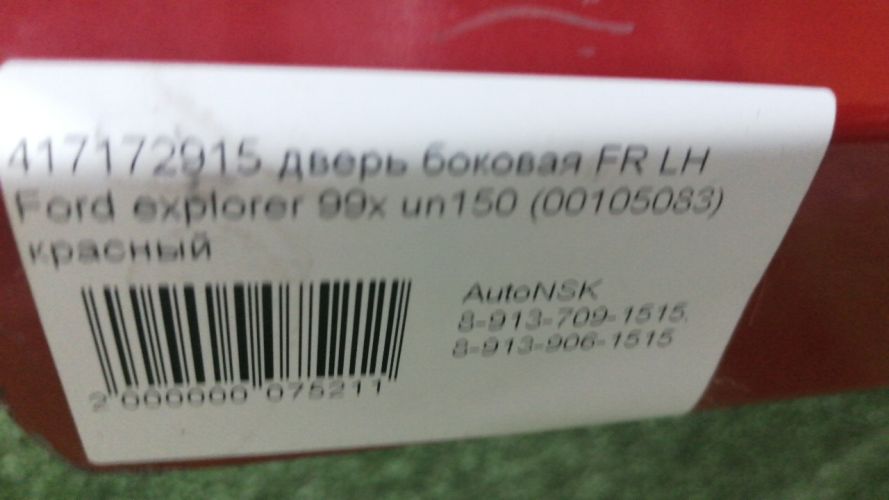 417172915 дверь боковая FR LH
Ford explorer 99x un150 (00105083)
красный
AutoNSK
8-913-709-1515,
8-913-906-1515
2 000000 075211